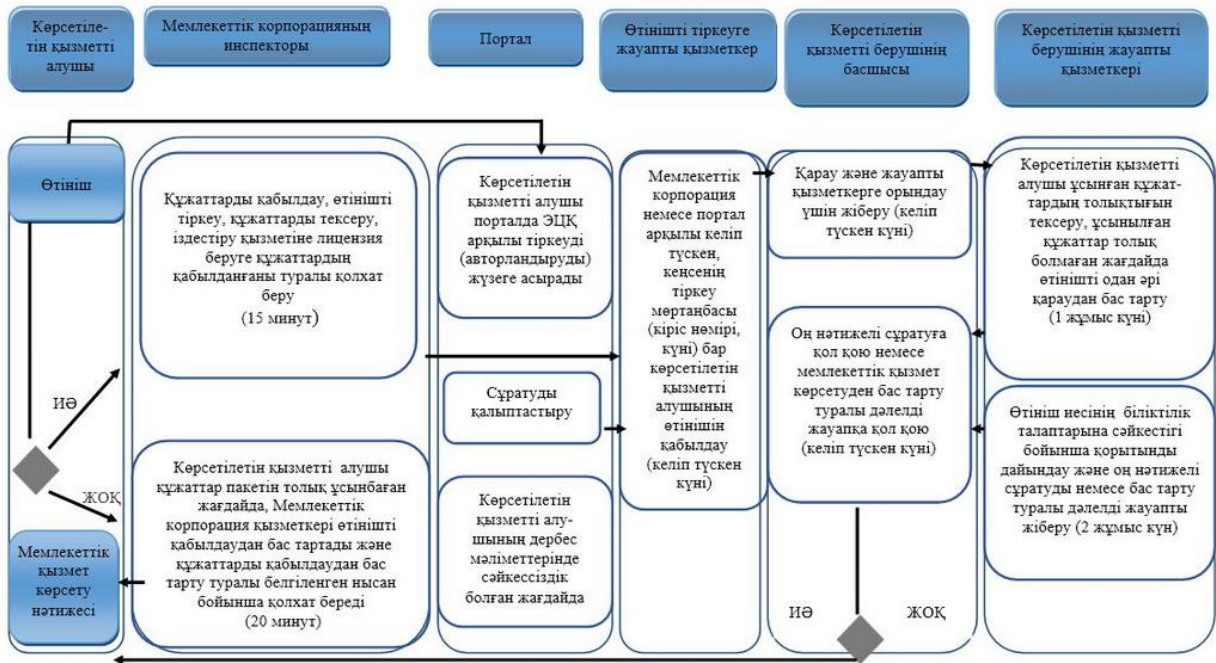 Көрсетіле-
тін қызметті
алушы
Мемлекеттік корпорацияның
инспекторы
Портал
Өтінішті тіркеуге
жауапты қызметкер
Көрсетілетін
қызметті берушінің
басшысы
Көрсетілетін қызметті
берушінің жауапты
қызметкері
Өтініш
ИӘ
ЖОҚ
Мемлекеттік
қызмет
көрсету
нәтижесі
Құжаттарды қабылдау, өтінішті
тіркеу, құжаттарды тексеру,
іздестіру қызметіне лицензия
беруге құжаттардың
қабылданғаны туралы қолхат
беру
(15 минут)
Көрсетілетін қызметті алушы
құжаттар пакетін толық ұсынбаған
жағдайда, Мемлекеттік
корпорация қызметкері өтінішті
қабылдаудан бас тартады және
құжаттарды қабылдаудан бас
тарту туралы белгіленген нысан
бойынша қолхат береді
(20 минут)
Көрсетілетін
қызметті алушы
порталда ЭЦҚ
арқылы тіркеуді
(авторландыруды)
жүзеге асырады
Сұратуды
қалыптастыру
Көрсетілетін
қызметті алу-
шының дербес
мәліметтерінде
сәйкессіздік
болған жағдайда
Мемлекеттік
корпорация
немесе портал
арқылы келіп
түскен,
кеңсенің
тіркеу
мөртаңбасы
(кіріс нөмірі,
күні) бар
көрсетілетін
қызметті
алушының
өтінішін
қабылдау
(келіп түскен
күні)
Қарау және жауапты
қызметкерге орындау
үшін жіберу (келіп
түскен күні)
Оң нәтижелі сұратуға
қол қою немесе
мемлекеттік қызмет
көрсетуден бас тарту
туралы дәлелді
жауапқа қол қою
(келіп түскен күні)
ИӘ
ЖОҚ
Көрсетілетін қызметті
алушы ұсынған құжат-
тардың толықтығын
тексеру, ұсынылған
құжаттар толық
болмаған жағдайда
өтінішті одан әрі
қараудан бас тарту
(1 жұмыс күні)
Өтініш иесінің біліктілік
талаптарына сәйкестігі
бойынша қорытынды
дайындау және оң нәтижелі
сұратуды немесе бас тарту
туралы дәлелді жауапты
жіберу (2 жұмыс күн)